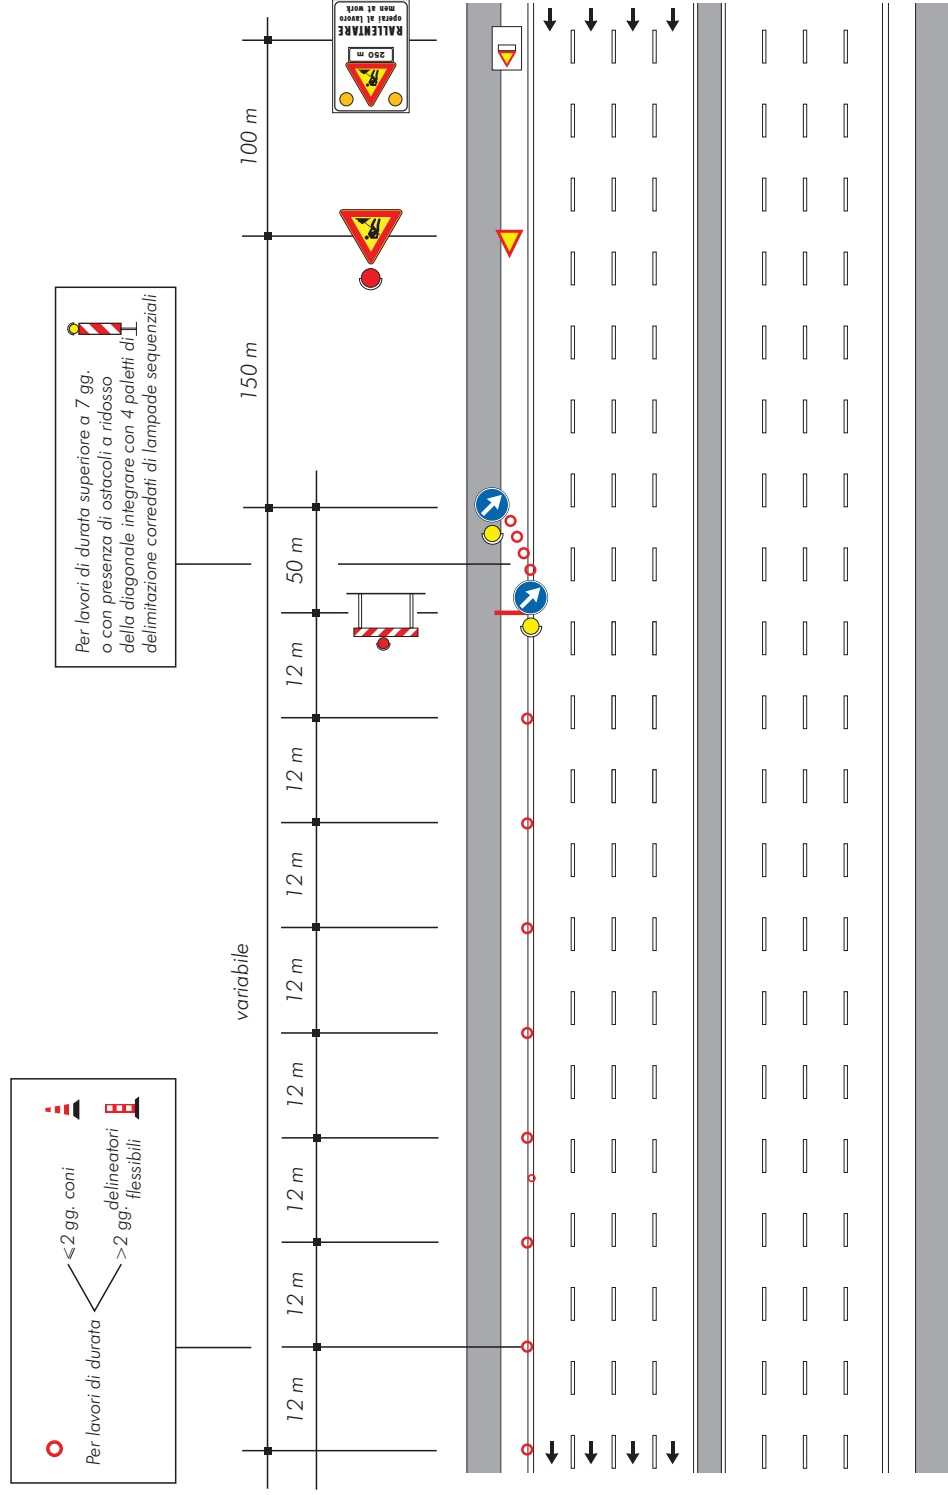 Per lavori di durata superiore a 7 gg.
o con presenza di ostacoli a ridosso
della diagonale integrare con 4 paletti di
delimitazione corredati di lampade sequenziali
Per lavori di durata
⩽2 gg. coni
>2 gg. delineatori
flessibili
250 m
RALLENTARE
operai al lavoro
men at work
100 m
150 m
variabile
50 m
12 m
12 m
12 m
12 m
12 m
12 m
12 m
12 m